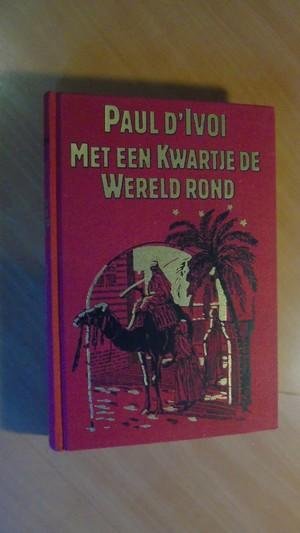 PAUL D'IVOI
MET EEN KWARTJE DE
WERELD ROND